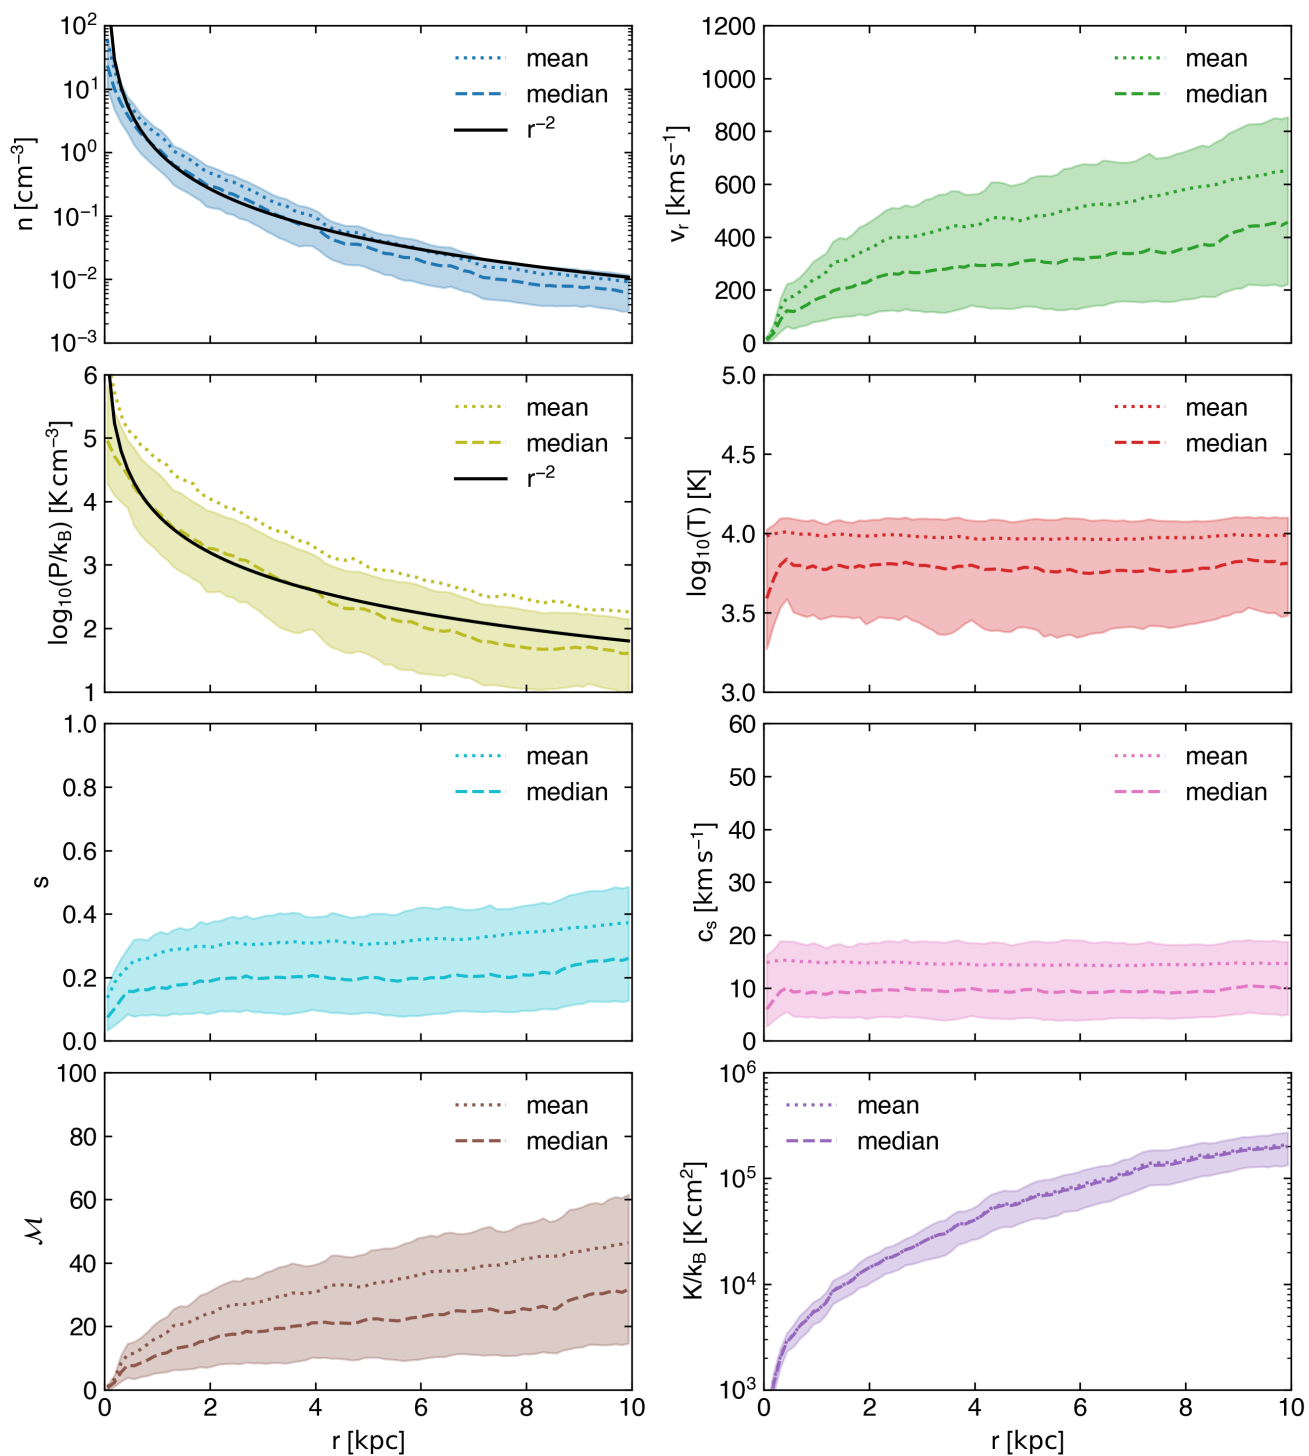 10²
10¹
10⁰
10⁻¹
10⁻²
10⁻³
n [cm⁻³]
mean
median
r⁻²
1200
1000
800
600
400
200
0
vᵣ [km s⁻¹]
mean
median
6
5
4
3
2
1
log₁₀(P/k_B) [K cm⁻³]
mean
median
r⁻²
5.0
4.5
4.0
3.5
3.0
log₁₀(T) [K]
mean
median
1.0
0.8
0.6
0.4
0.2
0.0
s
mean
median
60
50
40
30
20
10
0
cₛ [km s⁻¹]
mean
median
100
80
60
40
20
0
ℳ
mean
median
0 2 4 6 8 10
r [kpc]
10⁶
10⁵
10⁴
10³
K/k_B [K cm²]
mean
median
0 2 4 6 8 10
r [kpc]